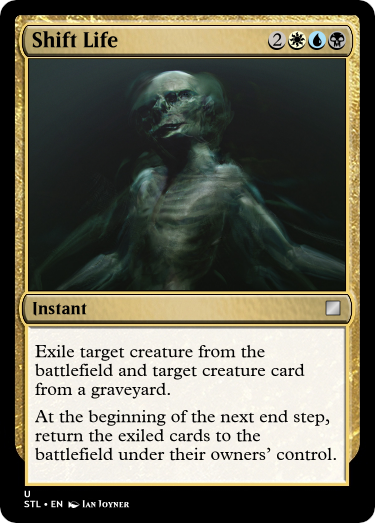 Shift Life 2
Instant
Exile target creature from the
battlefield and target creature card
from a graveyard.
At the beginning of the next end step,
return the exiled cards to the
battlefield under their owners' control.
U
STL • EN Ian Joyner